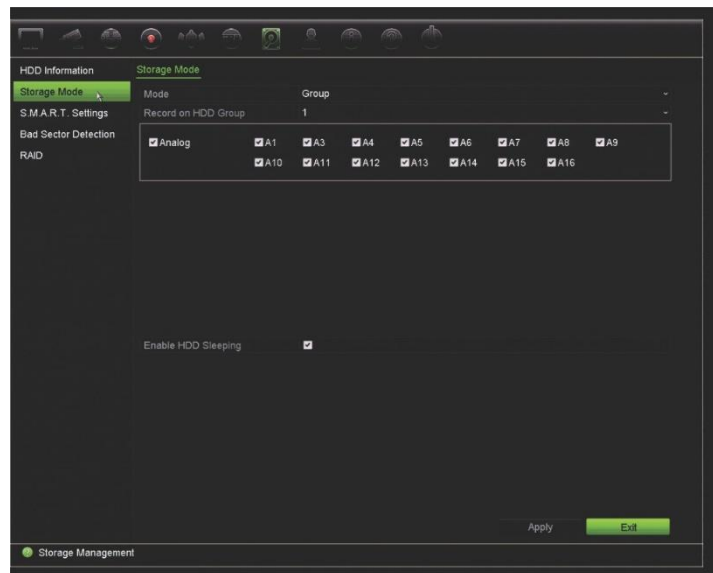 HDD Information
Storage Mode
S.M.A.R.T. Settings
Bad Sector Detection
RAID
Storage Mode
Mode Group
Record on HDD Group 1
Analog A1 A3 A4 A5 A6 A7 A8 A9
A10 A11 A12 A13 A14 A15 A16
Enable HDD Sleeping
Apply Exit
Storage Management